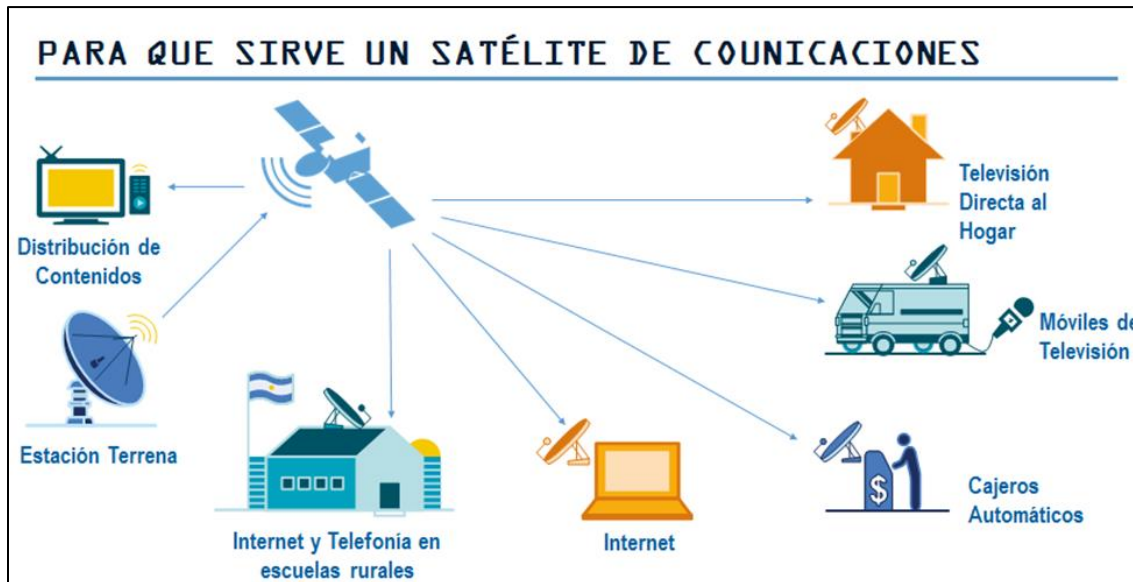 PARA QUE SIRVE UN SATÉLITE DE COUNICACIONES
Distribución de
Contenidos
Estación Terrena
Internet y Telefonía en
escuelas rurales
Internet
Televisión
Directa al
Hogar
Móviles de
Televisión
$
Cajeros
Automáticos